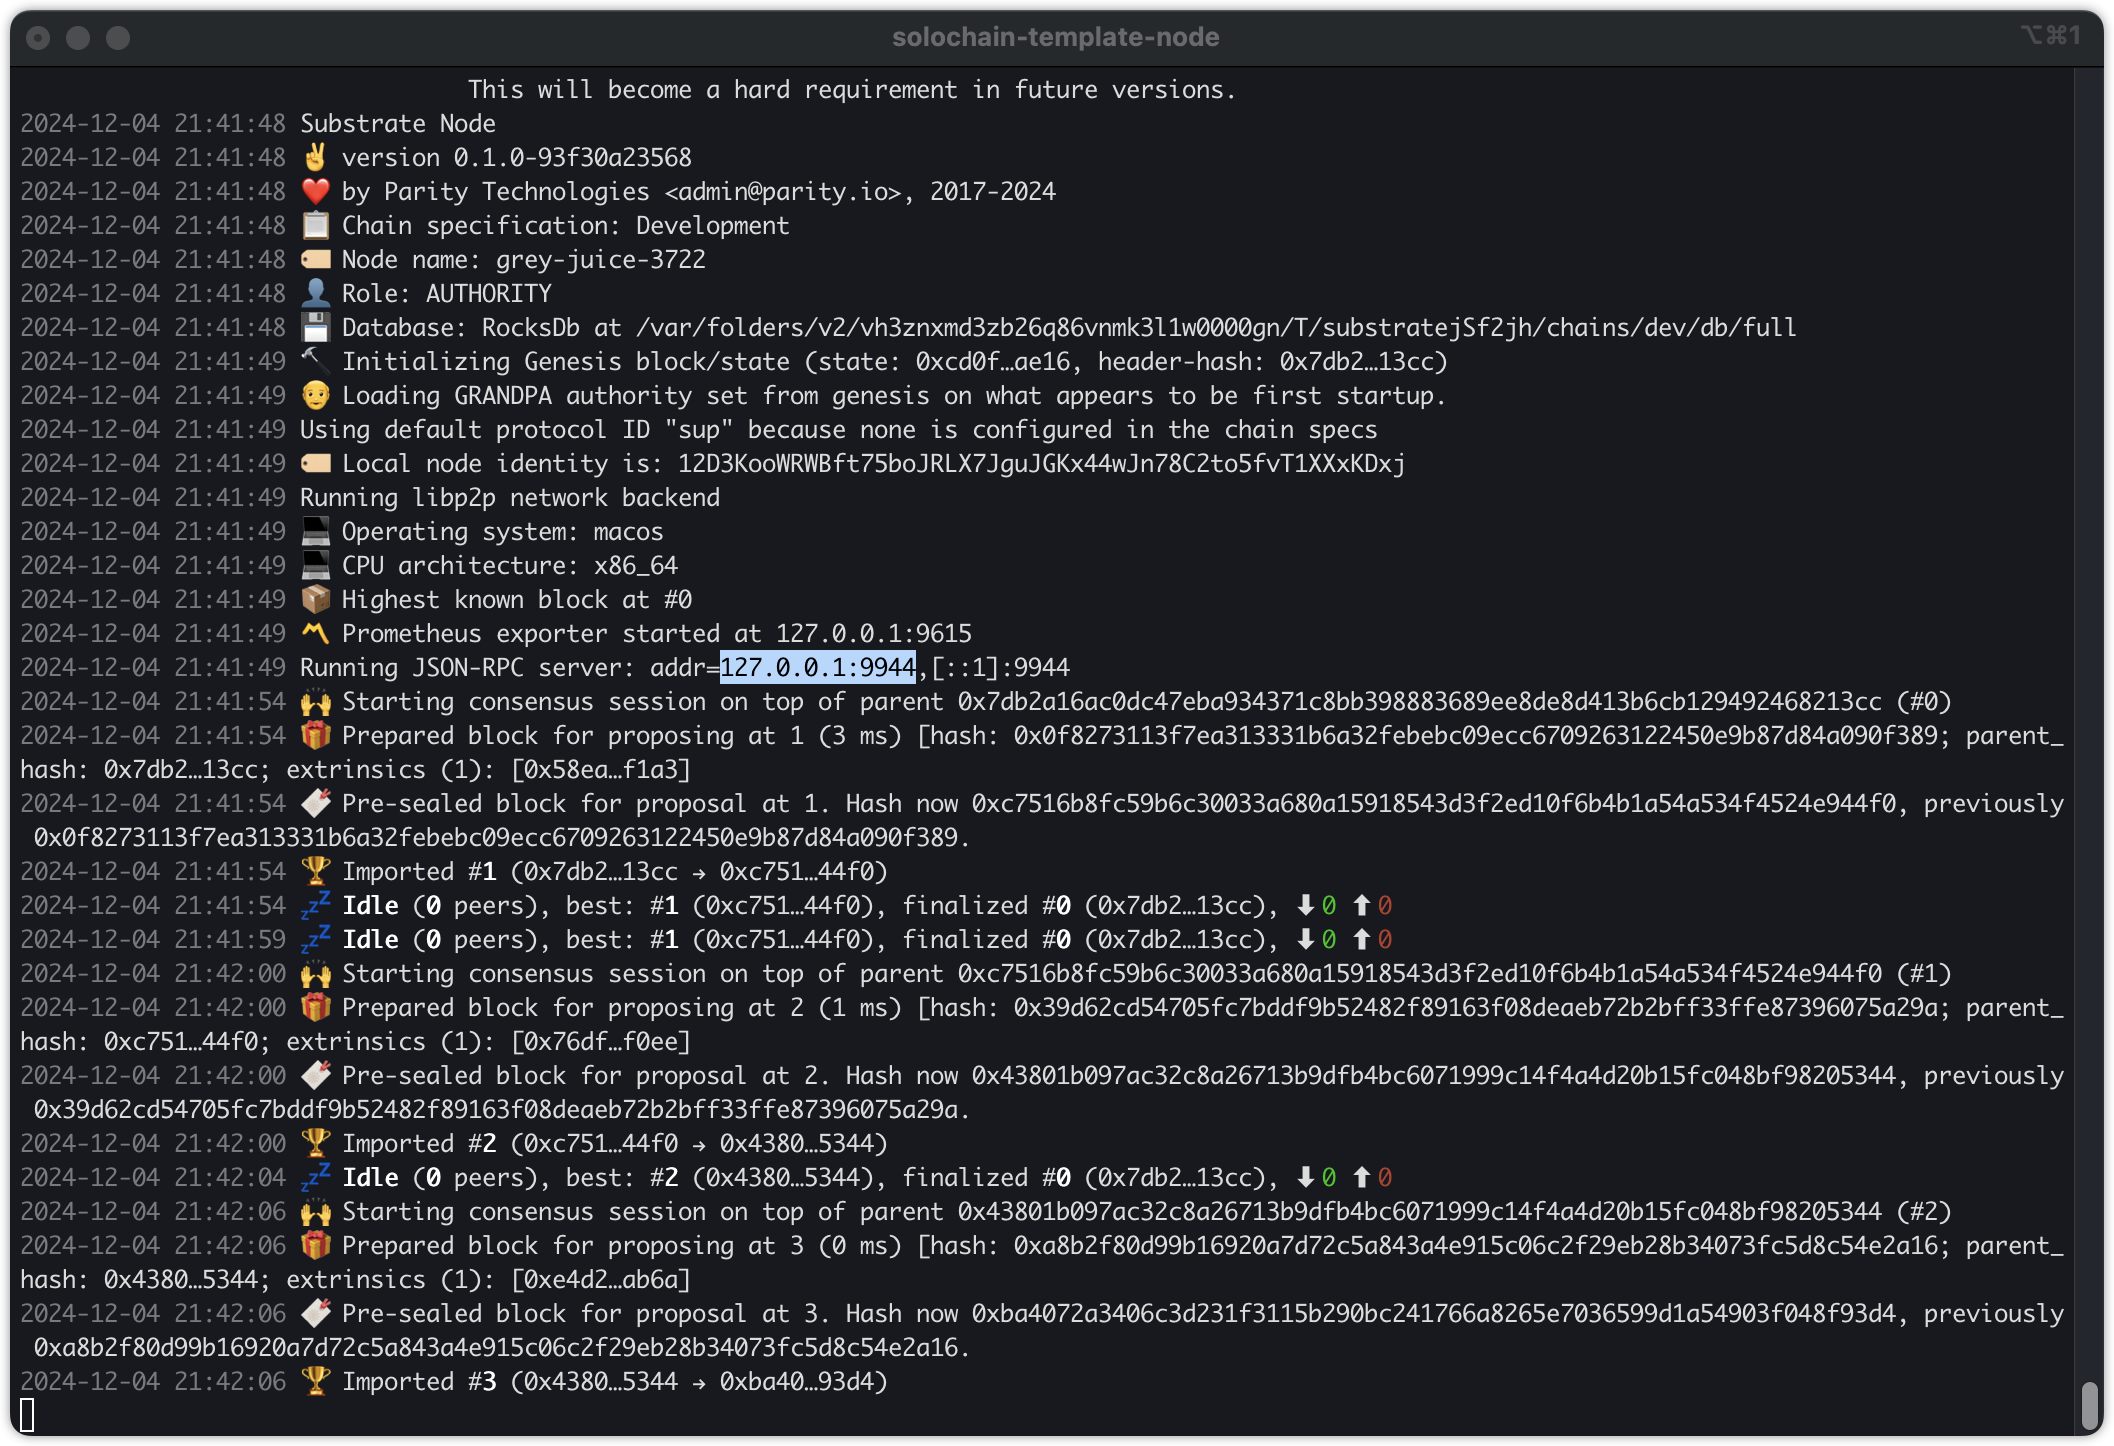 solochain-template-node
⌥⌘1
This will become a hard requirement in future versions.
2024-12-04 21:41:48 Substrate Node
2024-12-04 21:41:48 ✌️ version 0.1.0-93f30a23568
2024-12-04 21:41:48 ❤️ by Parity Technologies <admin@parity.io>, 2017-2024
2024-12-04 21:41:48 📋 Chain specification: Development
2024-12-04 21:41:48 🏷 Node name: grey-juice-3722
2024-12-04 21:41:48 👤 Role: AUTHORITY
2024-12-04 21:41:48 💾 Database: RocksDb at /var/folders/v2/vh3znxmd3zb26q86vnmk3l1w0000gn/T/substratejSf2jh/chains/dev/db/full
2024-12-04 21:41:49 🔨 Initializing Genesis block/state (state: 0xcd0f…ae16, header-hash: 0x7db2…13cc)
2024-12-04 21:41:49 👴 Loading GRANDPA authority set from genesis on what appears to be first startup.
2024-12-04 21:41:49 Using default protocol ID "sup" because none is configured in the chain specs
2024-12-04 21:41:49 🏷 Local node identity is: 12D3KooWRWBft75boJRLX7JguJGKx44wJn78C2to5fvT1XXxKDxj
2024-12-04 21:41:49 Running libp2p network backend
2024-12-04 21:41:49 💻 Operating system: macos
2024-12-04 21:41:49 💻 CPU architecture: x86_64
2024-12-04 21:41:49 📦 Highest known block at #0
2024-12-04 21:41:49 〽️ Prometheus exporter started at 127.0.0.1:9615
2024-12-04 21:41:49 Running JSON-RPC server: addr=127.0.0.1:9944,[::1]:9944
2024-12-04 21:41:54 🙌 Starting consensus session on top of parent 0x7db2a16ac0dc47eba934371c8bb398883689ee8de8d413b6cb129492468213cc (#0)
2024-12-04 21:41:54 🎁 Prepared block for proposing at 1 (3 ms) [hash: 0x0f8273113f7ea313331b6a32febebc09ecc6709263122450e9b87d84a090f389; parent_
hash: 0x7db2…13cc; extrinsics (1): [0x58ea…f1a3]
2024-12-04 21:41:54 🔖 Pre-sealed block for proposal at 1. Hash now 0xc7516b8fc59b6c30033a680a15918543d3f2ed10f6b4b1a54a534f4524e944f0, previously
0x0f8273113f7ea313331b6a32febebc09ecc6709263122450e9b87d84a090f389.
2024-12-04 21:41:54 🏆 Imported #1 (0x7db2…13cc → 0xc751…44f0)
2024-12-04 21:41:54 💤 Idle (0 peers), best: #1 (0xc751…44f0), finalized #0 (0x7db2…13cc), ⬇ 0 ⬆ 0
2024-12-04 21:41:59 💤 Idle (0 peers), best: #1 (0xc751…44f0), finalized #0 (0x7db2…13cc), ⬇ 0 ⬆ 0
2024-12-04 21:42:00 🙌 Starting consensus session on top of parent 0xc7516b8fc59b6c30033a680a15918543d3f2ed10f6b4b1a54a534f4524e944f0 (#1)
2024-12-04 21:42:00 🎁 Prepared block for proposing at 2 (1 ms) [hash: 0x39d62cd54705fc7bddf9b52482f89163f08deaeb72b2bff33ffe87396075a29a; parent_
hash: 0xc751…44f0; extrinsics (1): [0x76df…f0ee]
2024-12-04 21:42:00 🔖 Pre-sealed block for proposal at 2. Hash now 0x43801b097ac32c8a26713b9dfb4bc6071999c14f4a4d20b15fc048bf98205344, previously
0x39d62cd54705fc7bddf9b52482f89163f08deaeb72b2bff33ffe87396075a29a.
2024-12-04 21:42:00 🏆 Imported #2 (0xc751…44f0 → 0x4380…5344)
2024-12-04 21:42:04 💤 Idle (0 peers), best: #2 (0x4380…5344), finalized #0 (0x7db2…13cc), ⬇ 0 ⬆ 0
2024-12-04 21:42:06 🙌 Starting consensus session on top of parent 0x43801b097ac32c8a26713b9dfb4bc6071999c14f4a4d20b15fc048bf98205344 (#2)
2024-12-04 21:42:06 🎁 Prepared block for proposing at 3 (0 ms) [hash: 0xa8b2f80d99b16920a7d72c5a843a4e915c06c2f29eb28b34073fc5d8c54e2a16; parent_
hash: 0x4380…5344; extrinsics (1): [0xe4d2…ab6a]
2024-12-04 21:42:06 🔖 Pre-sealed block for proposal at 3. Hash now 0xba4072a3406c3d231f3115b290bc241766a8265e7036599d1a54903f048f93d4, previously
0xa8b2f80d99b16920a7d72c5a843a4e915c06c2f29eb28b34073fc5d8c54e2a16.
2024-12-04 21:42:06 🏆 Imported #3 (0x4380…5344 → 0xba40…93d4)